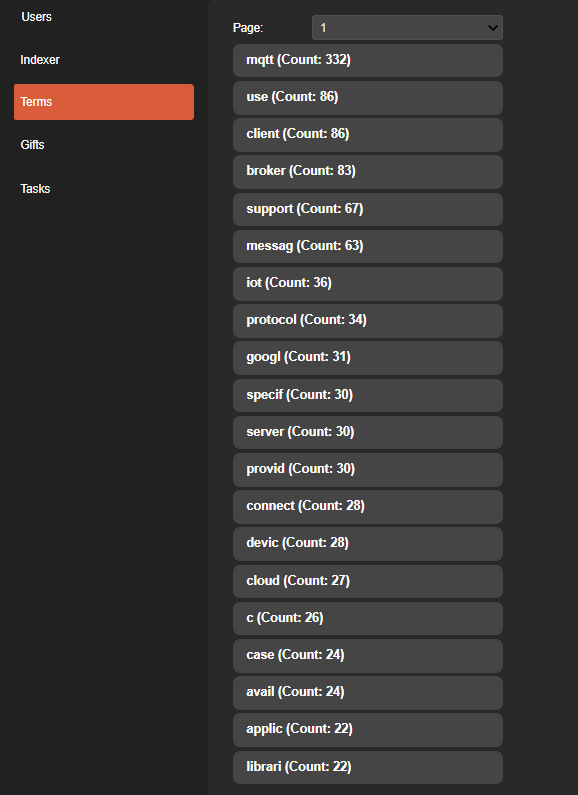 Users
Indexer
Terms
Gifts
Tasks
Page: 1
mqtt (Count: 332)
use (Count: 86)
client (Count: 86)
broker (Count: 83)
support (Count: 67)
messag (Count: 63)
iot (Count: 36)
protocol (Count: 34)
googl (Count: 31)
specif (Count: 30)
server (Count: 30)
provid (Count: 30)
connect (Count: 28)
devic (Count: 28)
cloud (Count: 27)
c (Count: 26)
case (Count: 24)
avail (Count: 24)
applic (Count: 22)
librari (Count: 22)